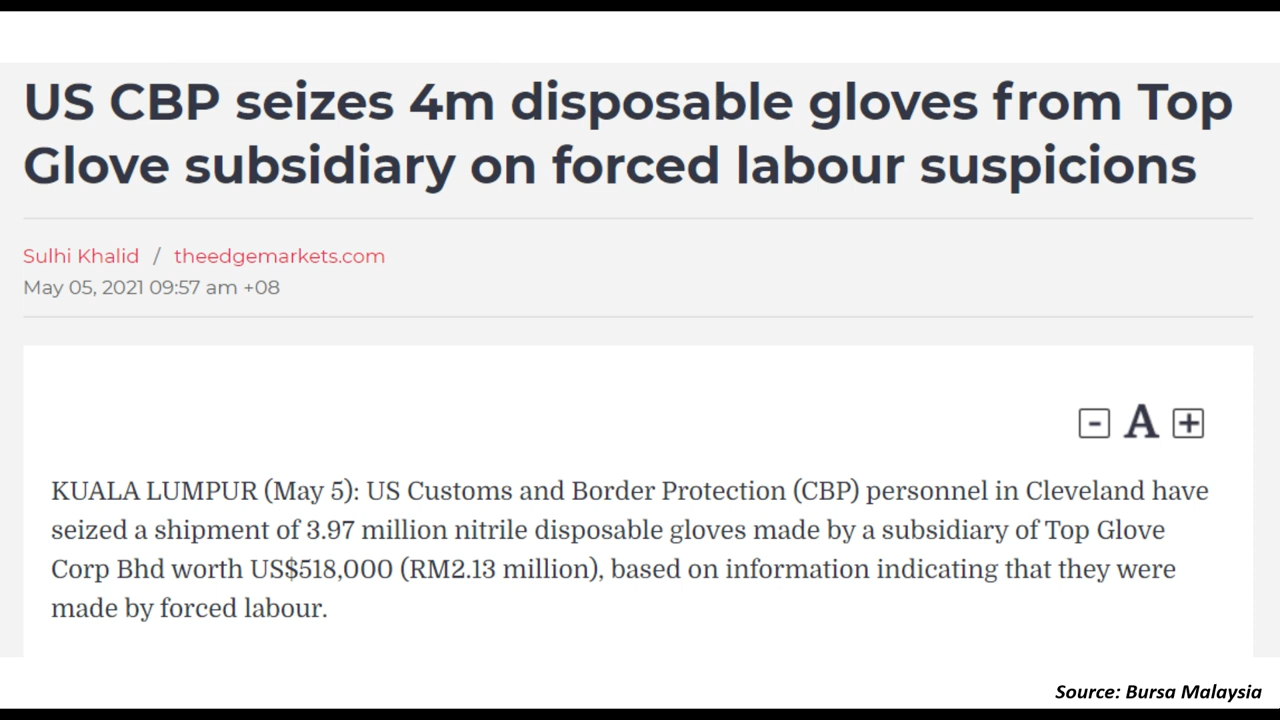 US CBP seizes 4m disposable gloves from Top
Glove subsidiary on forced labour suspicions
Sulhi Khalid / theedgemarkets.com
May 05, 2021 09:57 am +08
- A +
KUALA LUMPUR (May 5): US Customs and Border Protection (CBP) personnel in Cleveland have
seized a shipment of 3.97 million nitrile disposable gloves made by a subsidiary of Top Glove
Corp Bhd worth US$518,000 (RM2.13 million), based on information indicating that they were
made by forced labour.
Source: Bursa Malaysia